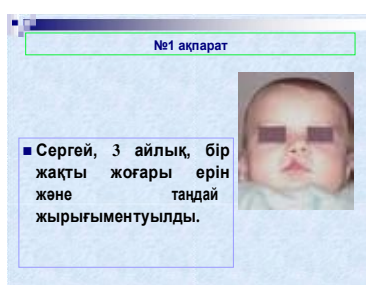 №1 ақпарат
Сергей, 3 айлық, бір
жақты жоғары ерін
және таңдай
жырығыментуылды.